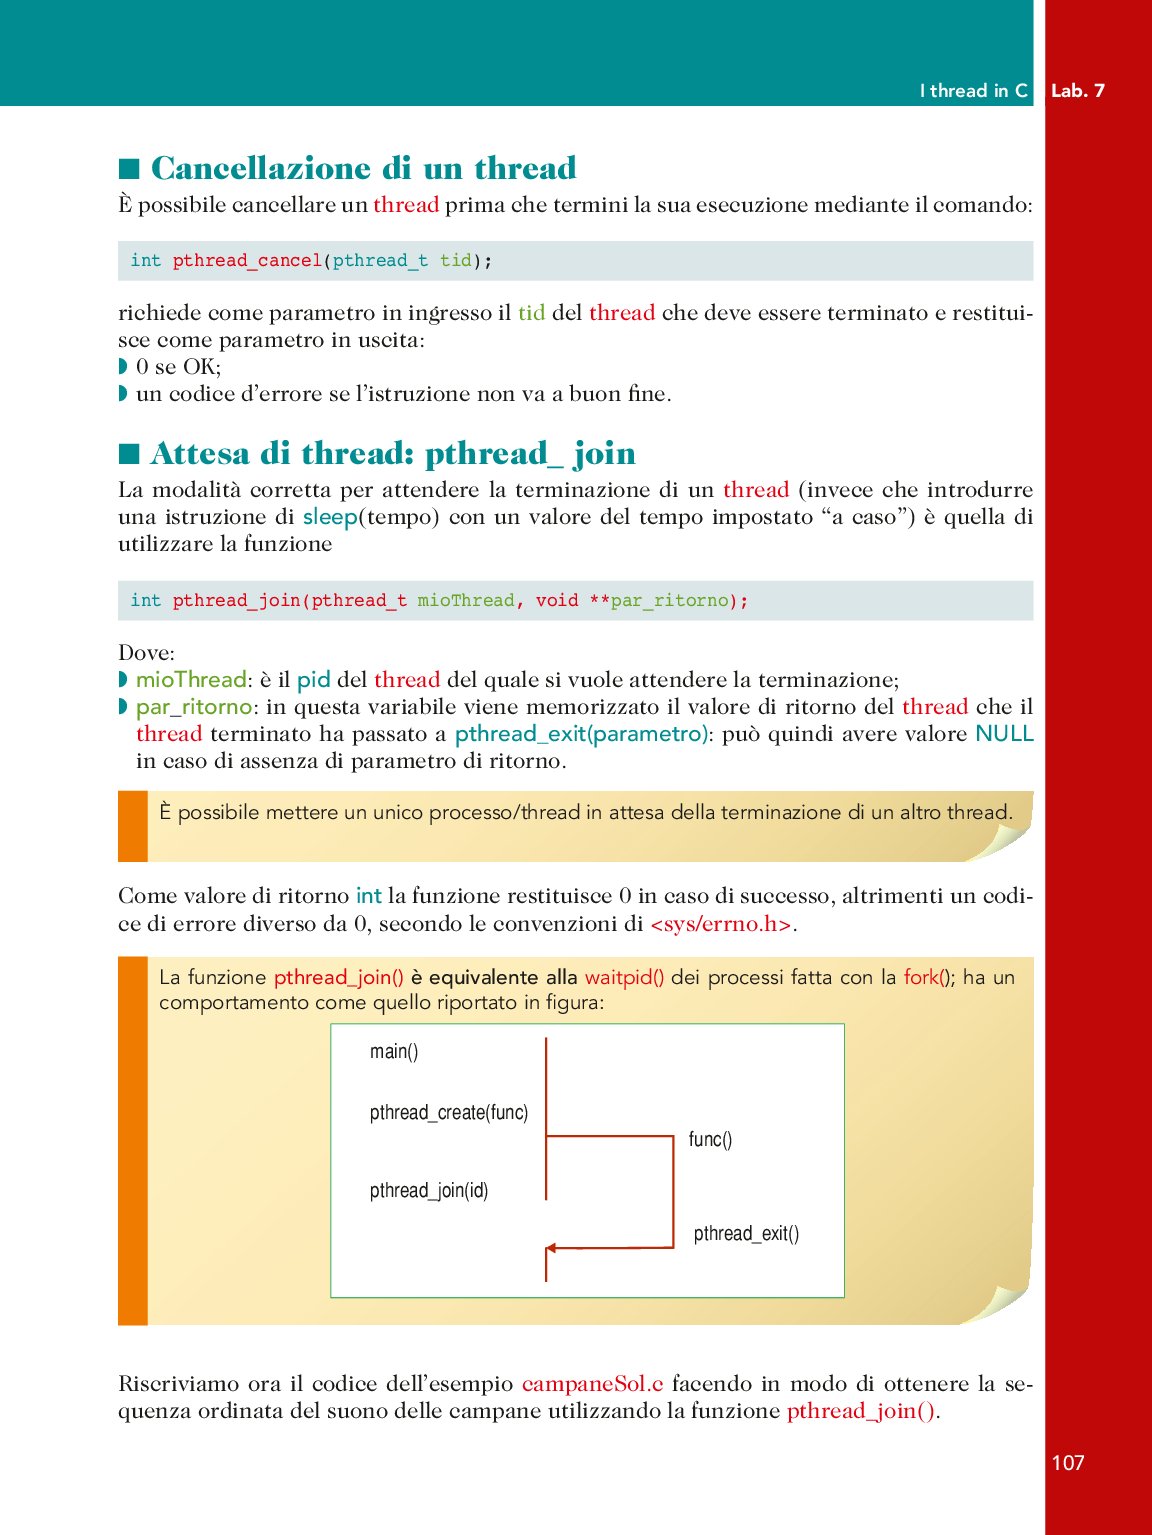 I thread in C Lab. 7
■ Cancellazione di un thread
È possibile cancellare un thread prima che termini la sua esecuzione mediante il comando:
int pthread_cancel(pthread_t tid);
richiede come parametro in ingresso il tid del thread che deve essere terminato e restitui-
sce come parametro in uscita:
◗ 0 se OK;
◗ un codice d'errore se l'istruzione non va a buon fine.
■ Attesa di thread: pthread_ join
La modalità corretta per attendere la terminazione di un thread (invece che introdurre
una istruzione di sleep(tempo) con un valore del tempo impostato “a caso”) è quella di
utilizzare la funzione
int pthread_join(pthread_t mioThread, void **par_ritorno);
Dove:
◗ mioThread: è il pid del thread del quale si vuole attendere la terminazione;
◗ par_ritorno: in questa variabile viene memorizzato il valore di ritorno del thread che il
thread terminato ha passato a pthread_exit(parametro): può quindi avere valore NULL
in caso di assenza di parametro di ritorno.
È possibile mettere un unico processo/thread in attesa della terminazione di un altro thread.
Come valore di ritorno int la funzione restituisce 0 in caso di successo, altrimenti un codi-
ce di errore diverso da 0, secondo le convenzioni di <sys/errno.h>.
La funzione pthread_join() è equivalente alla waitpid() dei processi fatta con la fork(); ha un
comportamento come quello riportato in figura:
main()
pthread_create(func)
func()
pthread_join(id)
pthread_exit()
Riscriviamo ora il codice dell'esempio campaneSol.c facendo in modo di ottenere la se-
quenza ordinata del suono delle campane utilizzando la funzione pthread_join().
107